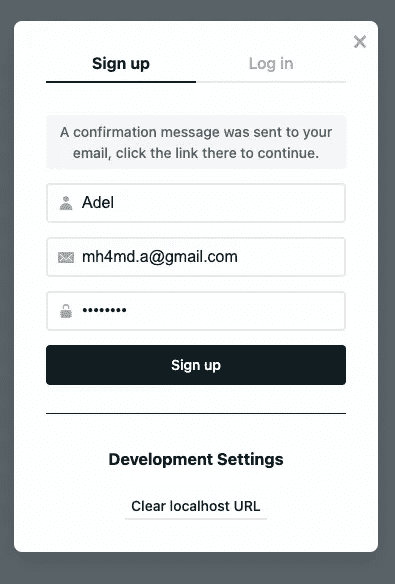 Sign up
Log in
A confirmation message was sent to your
email, click the link there to continue.
Adel
mh4md.a@gmail.com
••••••••
Sign up
Development Settings
Clear localhost URL